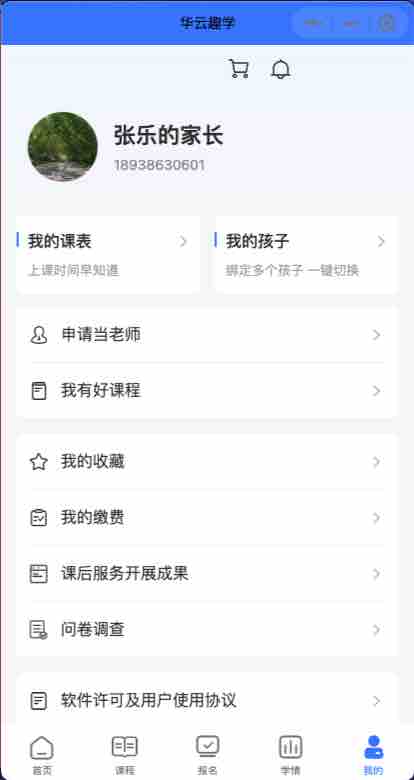 华云趣学
张乐的家长
18938630601
我的课表
上课时间早知道
我的孩子
绑定多个孩子 一键切换
申请当老师
我有好课程
我的收藏
我的缴费
课后服务开展成果
问卷调查
软件许可及用户使用协议
首页
课程
报名
学情
我的